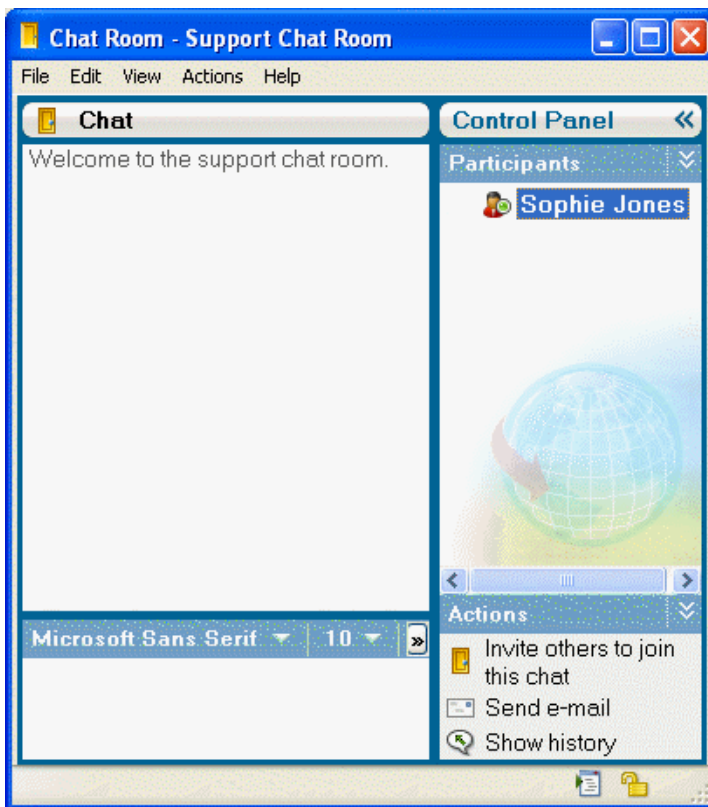 Chat Room - Support Chat Room
File Edit View Actions Help
Chat
Welcome to the support chat room.
Microsoft Sans Serif 10 »
Control Panel «
Participants
Sophie Jones
Actions
Invite others to join
this chat
Send e-mail
Show history